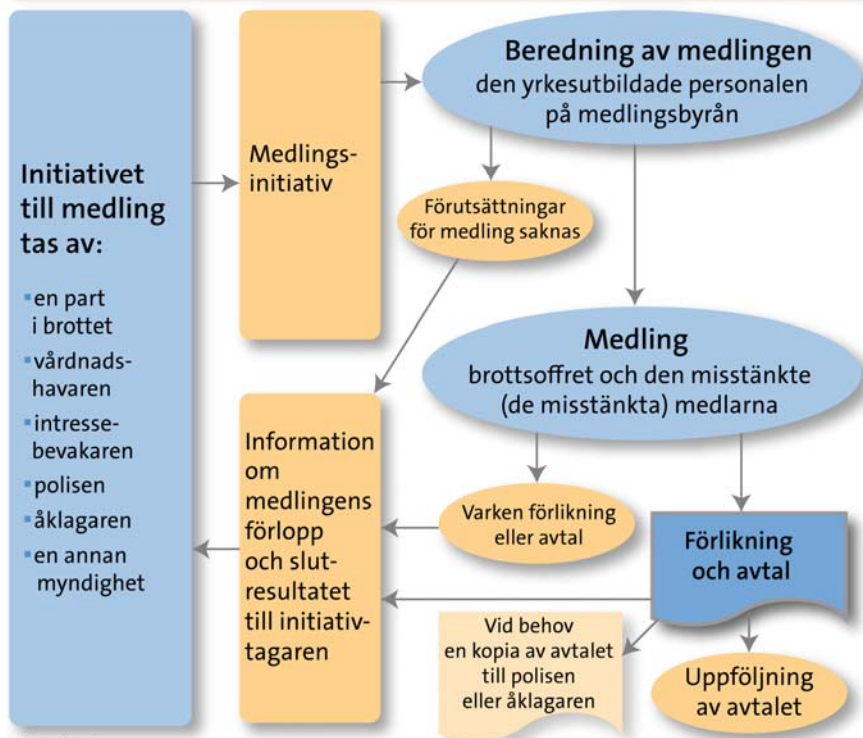 Initiativet
till medling
tas av:
en part
i brottet
vårdnads-
havaren
intresse-
bevakaren
polisen
åklagaren
en annan
myndighet
Medlings-
initiativ
Beredning av medlingen
den yrkesutbildade personalen
på medlingsbyrån
Förutsättningar
för medling saknas
Medling
brottsoffret och den misstänkte
(de misstänkta) medlarna
Information
om
medlingens
förlopp
och slut-
resultatet
till initiativ-
tagaren
Varken förlikning
eller avtal
Förlikning
och avtal
Vid behov
en kopia av avtalet
till polisen
eller åklagaren
Uppföljning
av avtalet